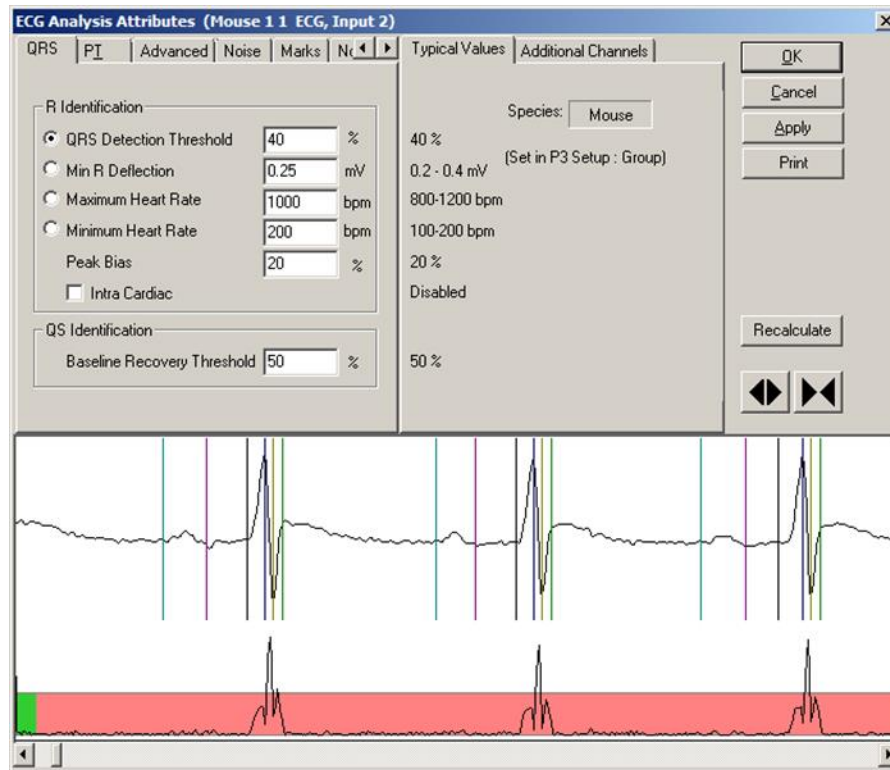 ECG Analysis Attributes (Mouse 1 1 ECG, Input 2)
QRS PT Advanced Noise Marks
Typical Values Additional Channels
R Identification
QRS Detection Threshold 40 % 40 %
Min R Deflection 0.25 mV 0.2 - 0.4 mV
Maximum Heart Rate 1000 bpm 800-1200 bpm
Minimum Heart Rate 200 bpm 100-200 bpm
Peak Bias 20 % 20 %
Intra Cardiac Disabled
QS Identification
Baseline Recovery Threshold 50 % 50 %
Species: Mouse
(Set in P3 Setup : Group)
OK
Cancel
Apply
Print
Recalculate